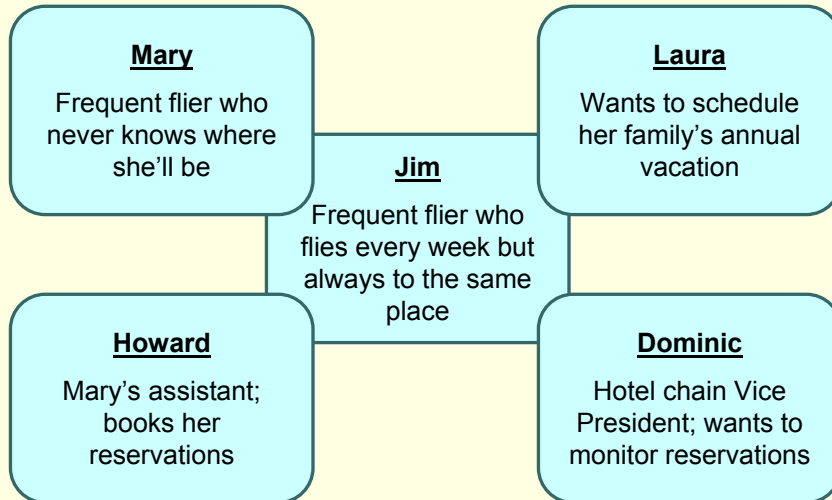 Mary
Frequent flier who
never knows where
she'll be
Laura
Wants to schedule
her family's annual
vacation
Jim
Frequent flier who
flies every week but
always to the same
place
Howard
Mary's assistant;
books her
reservations
Dominic
Hotel chain Vice
President; wants to
monitor reservations